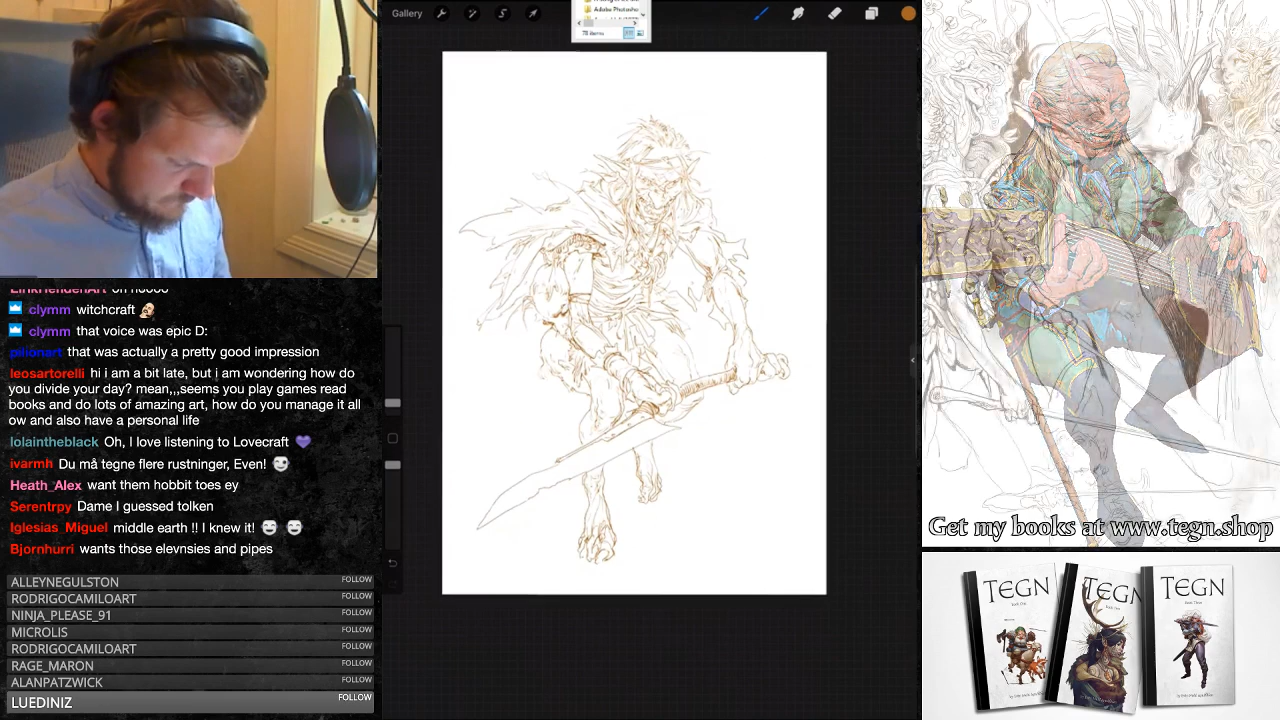 Gallery
Adobe Photosho
78 items
clymm witchcraft
clymm that voice was epic D:
pilionart that was actually a pretty good impression
leosartorelli hi i am a bit late, but i am wondering how do
you divide your day? mean,,,seems you play games read
books and do lots of amazing art, how do you manage it all
ow and also have a personal life
lolaintheblack Oh, I love listening to Lovecraft
ivarmh Du må tegne flere rustninger, Even!
Heath_Alex want them hobbit toes ey
Serentrpy Dame I guessed tolken
Iglesias_Miguel middle earth !! I knew it!
Bjornhurri wants those elevnsies and pipes
ALLEYNEGULSTON FOLLOW
RODRIGOCAMILOART FOLLOW
NINJA_PLEASE_91 FOLLOW
MICROLIS FOLLOW
RODRIGOCAMILOART FOLLOW
RAGE_MARON FOLLOW
ALANPATZWICK FOLLOW
LUEDINIZ FOLLOW
Get my books at www.tegn.shop
TEGN
TEGN
TEGN